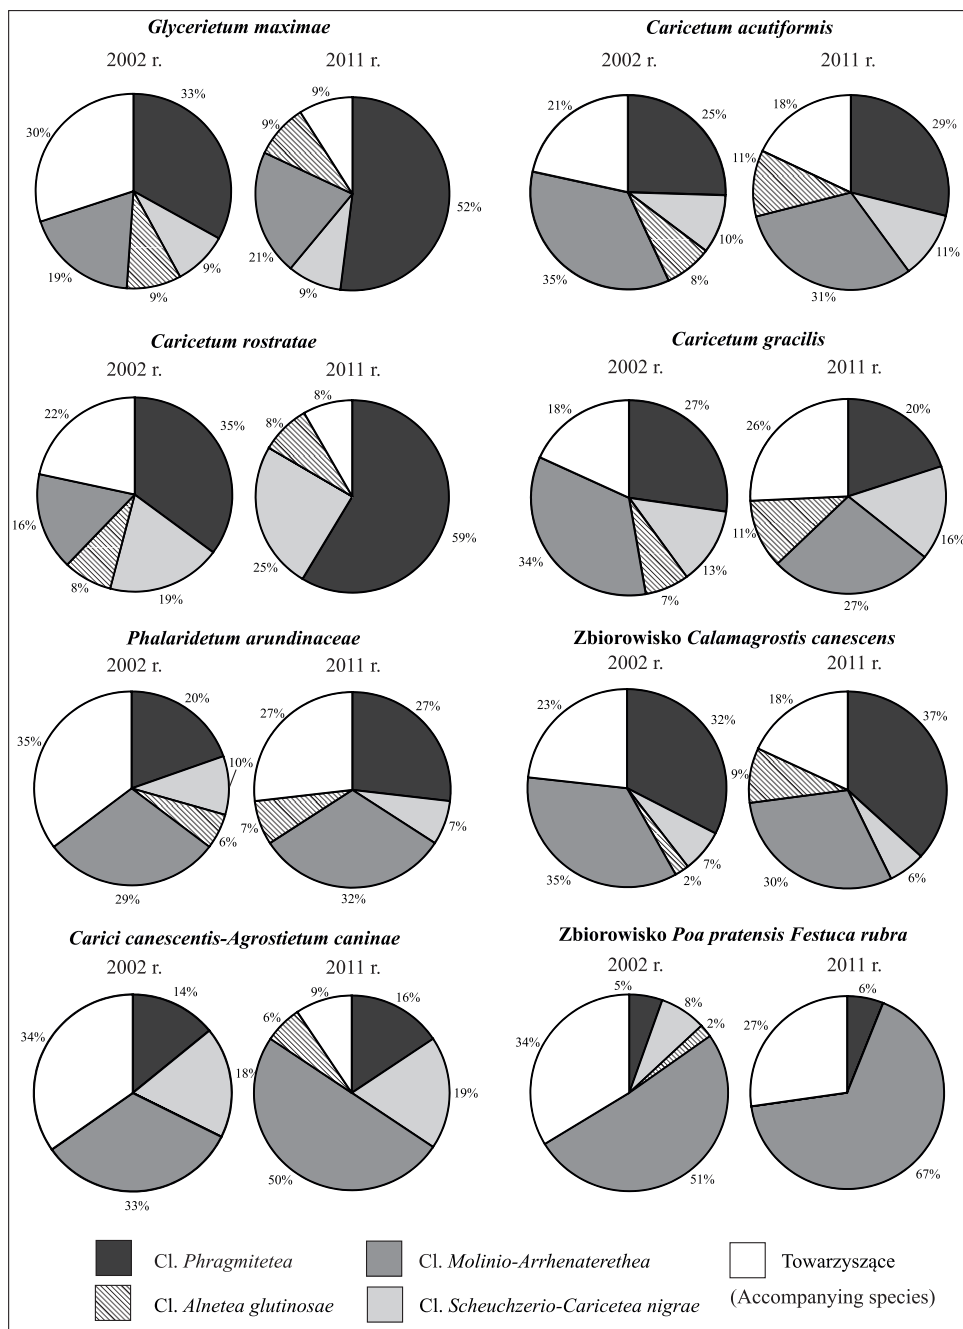 Glycerietum maximae
2002 r.
2011 r.
33%
9%
9%
19%
30%
52%
9%
21%
9%
9%
Caricetum acutiformis
2002 r.
2011 r.
25%
10%
8%
35%
21%
29%
11%
31%
11%
18%
Caricetum rostratae
2002 r.
2011 r.
35%
19%
8%
16%
22%
59%
25%
8%
8%
Caricetum gracilis
2002 r.
2011 r.
27%
13%
7%
34%
18%
20%
16%
27%
11%
26%
Phalaridetum arundinaceae
2002 r.
2011 r.
20%
10%
6%
29%
35%
27%
7%
32%
7%
27%
Zbiorowisko Calamagrostis canescens
2002 r.
2011 r.
32%
7%
2%
35%
23%
37%
6%
30%
9%
18%
Carici canescentis-Agrostietum caninae
2002 r.
2011 r.
14%
18%
33%
34%
16%
19%
50%
6%
9%
Zbiorowisko Poa pratensis Festuca rubra
2002 r.
2011 r.
5%
8%
2%
51%
34%
6%
67%
27%
Cl. Phragmitetea
Cl. Molinio-Arrhenaterethea
Towarzyszące
Cl. Alnetea glutinosae
Cl. Scheuchzerio-Caricetea nigrae
(Accompanying species)